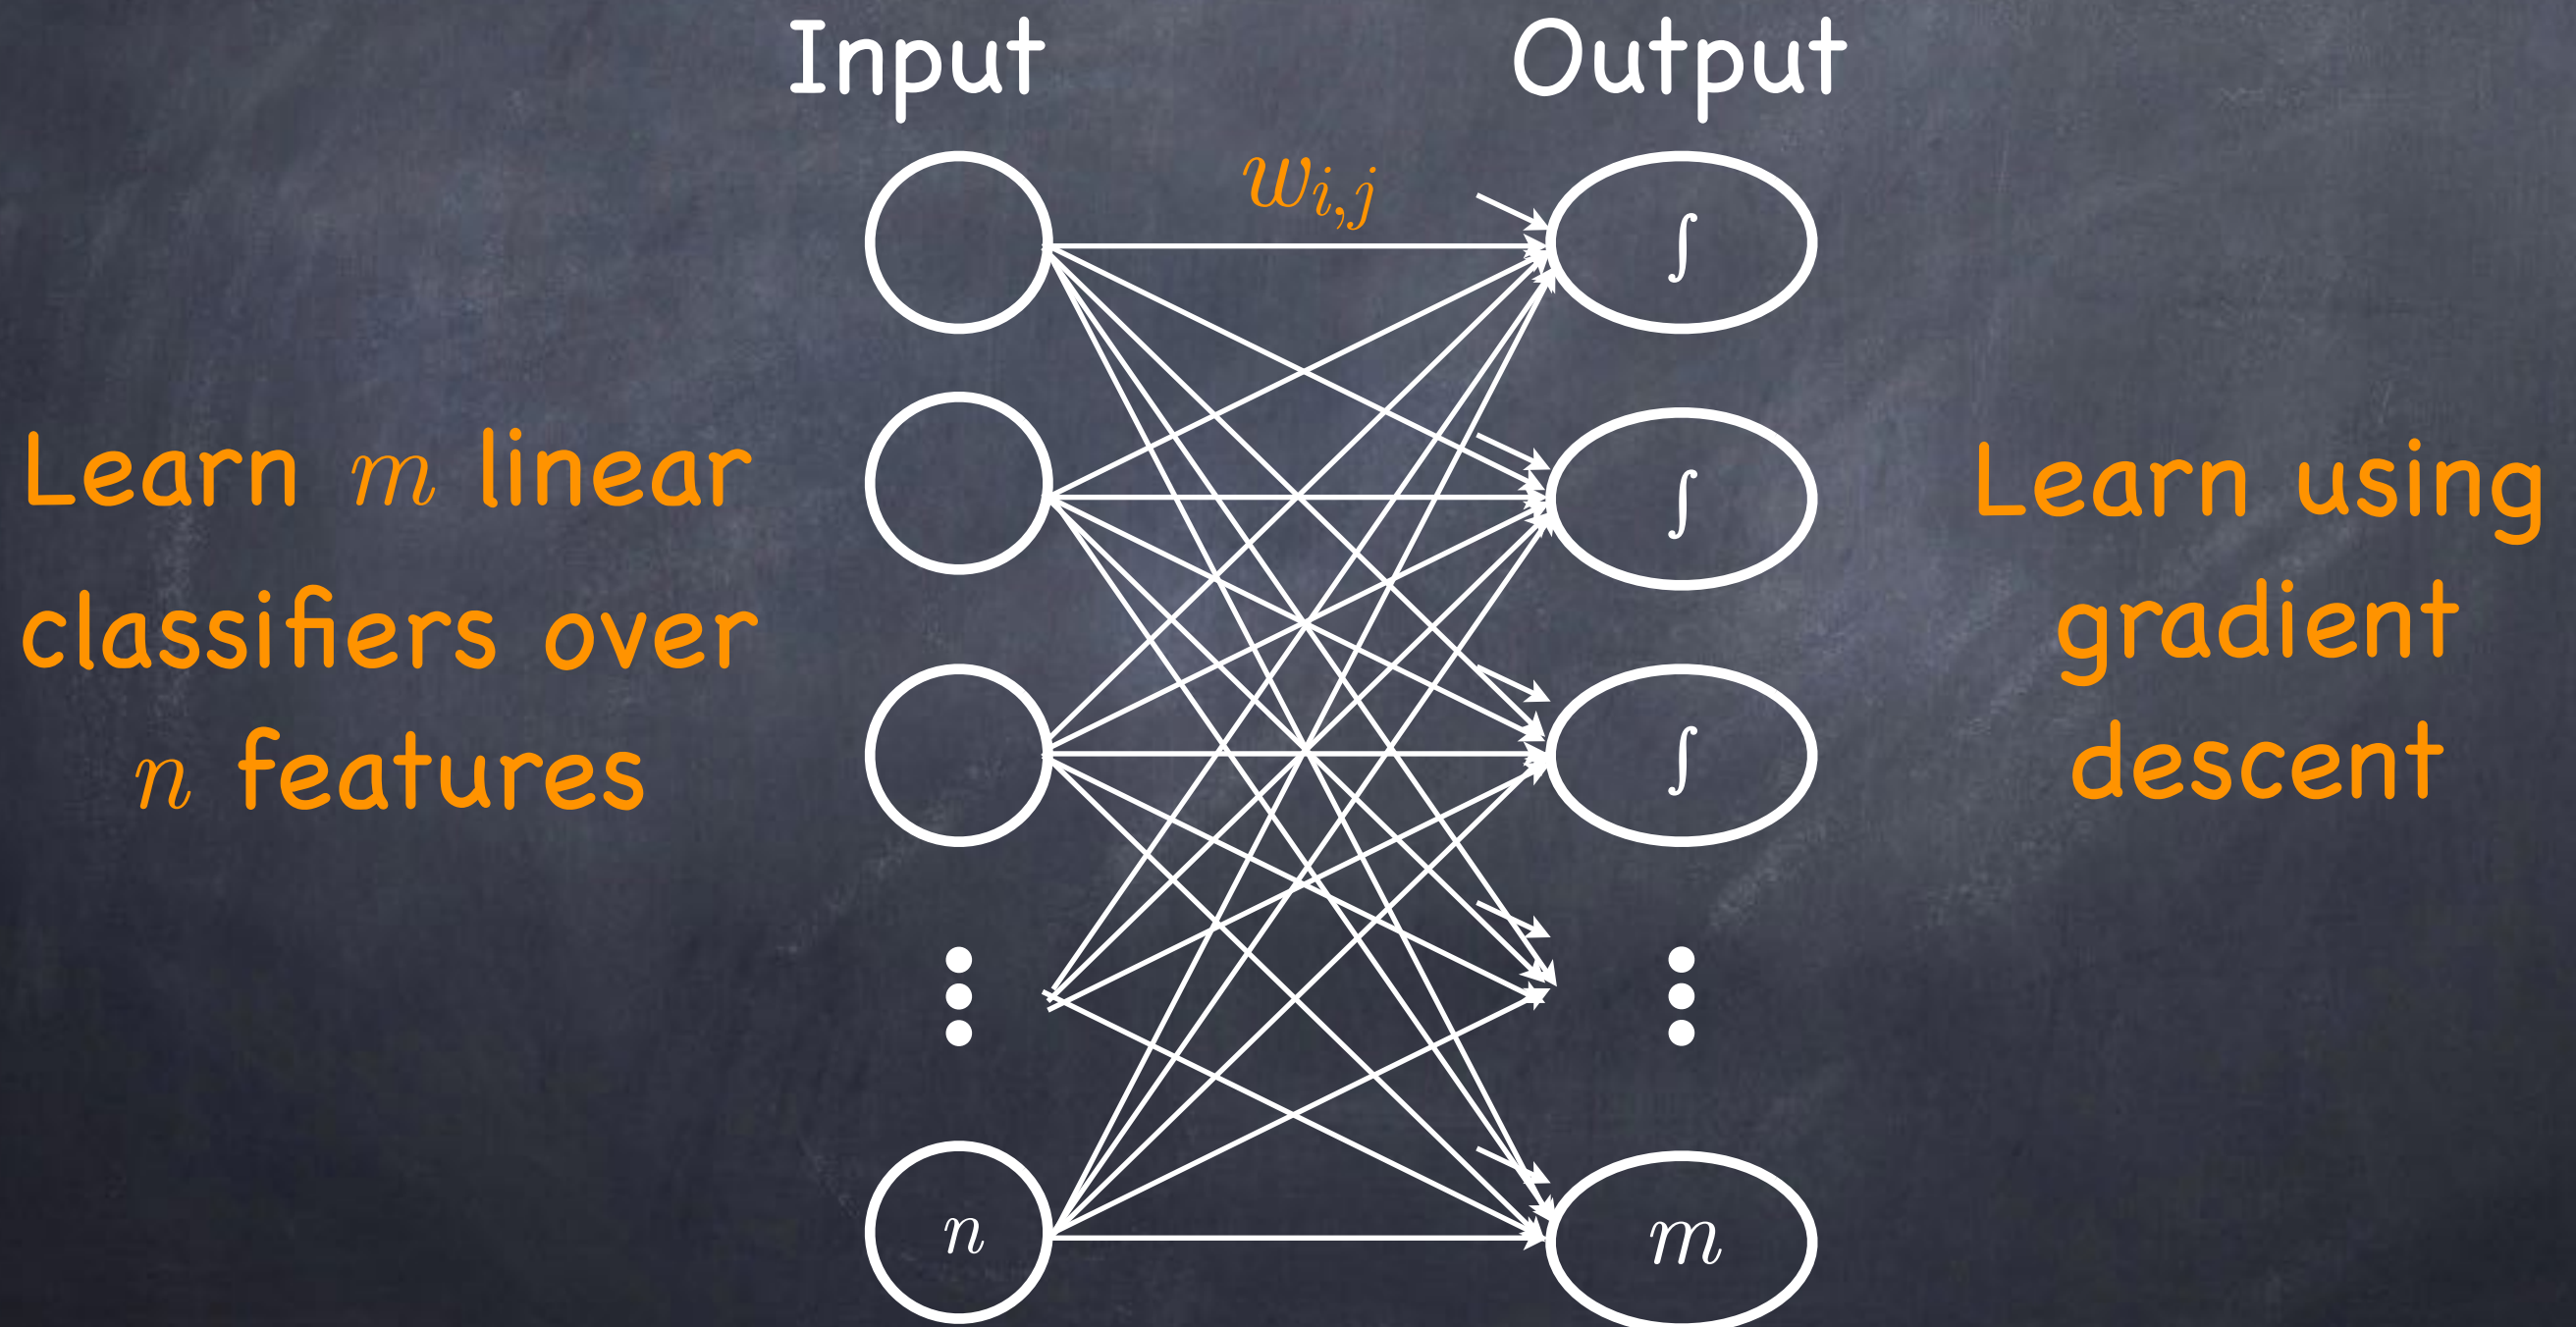 Input Output
w_{i,j}
∫
Learn m linear
classifiers over
n features
∫
Learn using
gradient
descent
∫
n
m